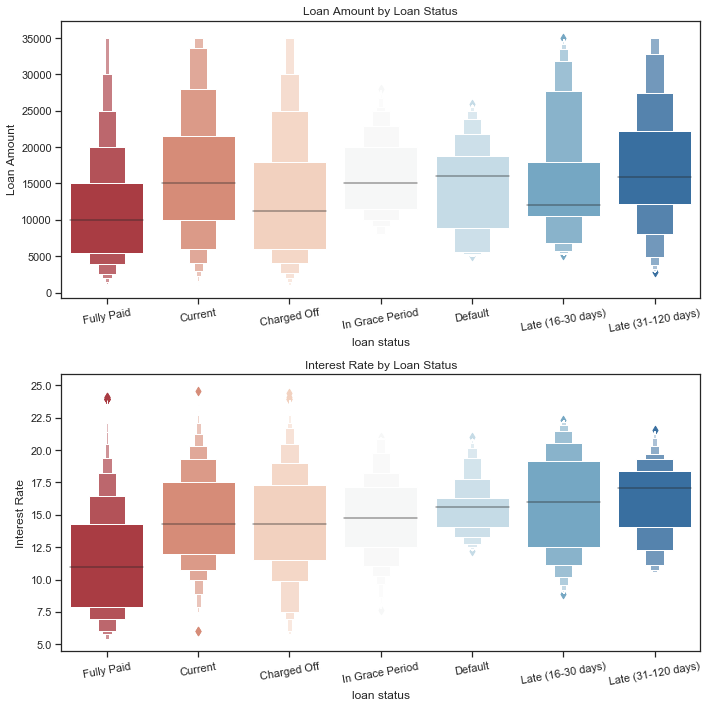 Loan Amount by Loan Status
35000
30000
25000
20000
15000
10000
5000
0
Loan Amount
Fully Paid
Current
Charged Off
In Grace Period
Default
Late (16-30 days)
Late (31-120 days)
loan status
Interest Rate by Loan Status
25.0
22.5
20.0
17.5
15.0
12.5
10.0
7.5
5.0
Interest Rate
Fully Paid
Current
Charged Off
In Grace Period
Default
Late (16-30 days)
Late (31-120 days)
loan status